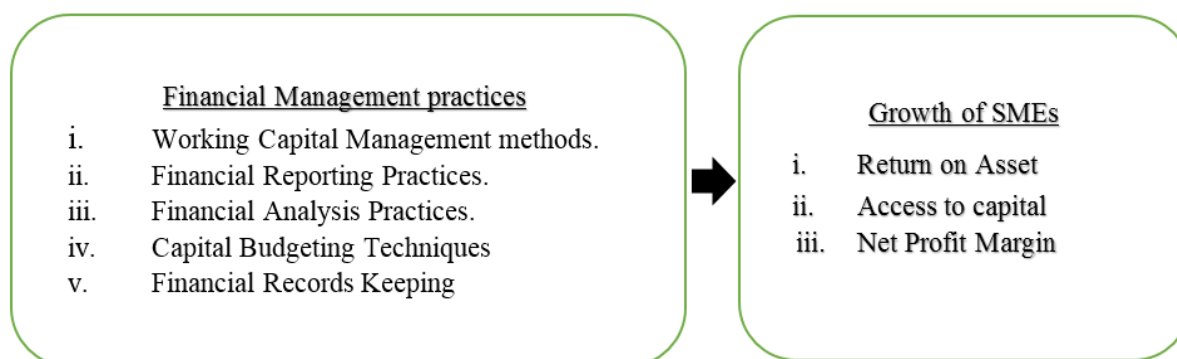 Financial Management practices
i. Working Capital Management methods.
ii. Financial Reporting Practices.
iii. Financial Analysis Practices.
iv. Capital Budgeting Techniques
v. Financial Records Keeping
Growth of SMEs
i. Return on Asset
ii. Access to capital
iii. Net Profit Margin